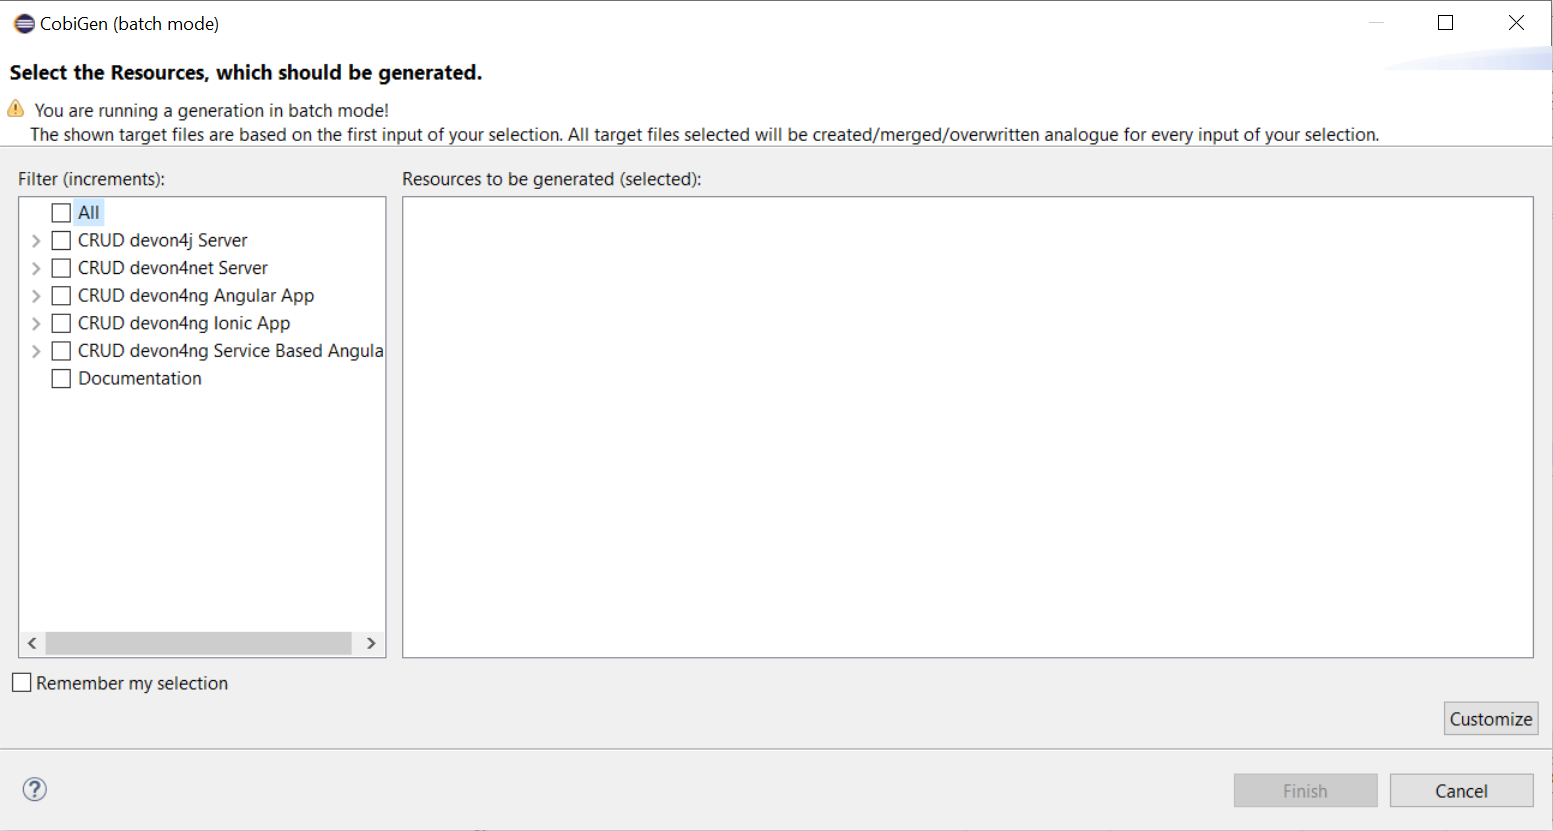 CobiGen (batch mode)
Select the Resources, which should be generated.
You are running a generation in batch mode!
The shown target files are based on the first input of your selection. All target files selected will be created/merged/overwritten analogue for every input of your selection.
Filter (increments):
Resources to be generated (selected):
All
CRUD devon4j Server
CRUD devon4net Server
CRUD devon4ng Angular App
CRUD devon4ng Ionic App
CRUD devon4ng Service Based Angula
Documentation
Remember my selection
Customize
?
Finish
Cancel